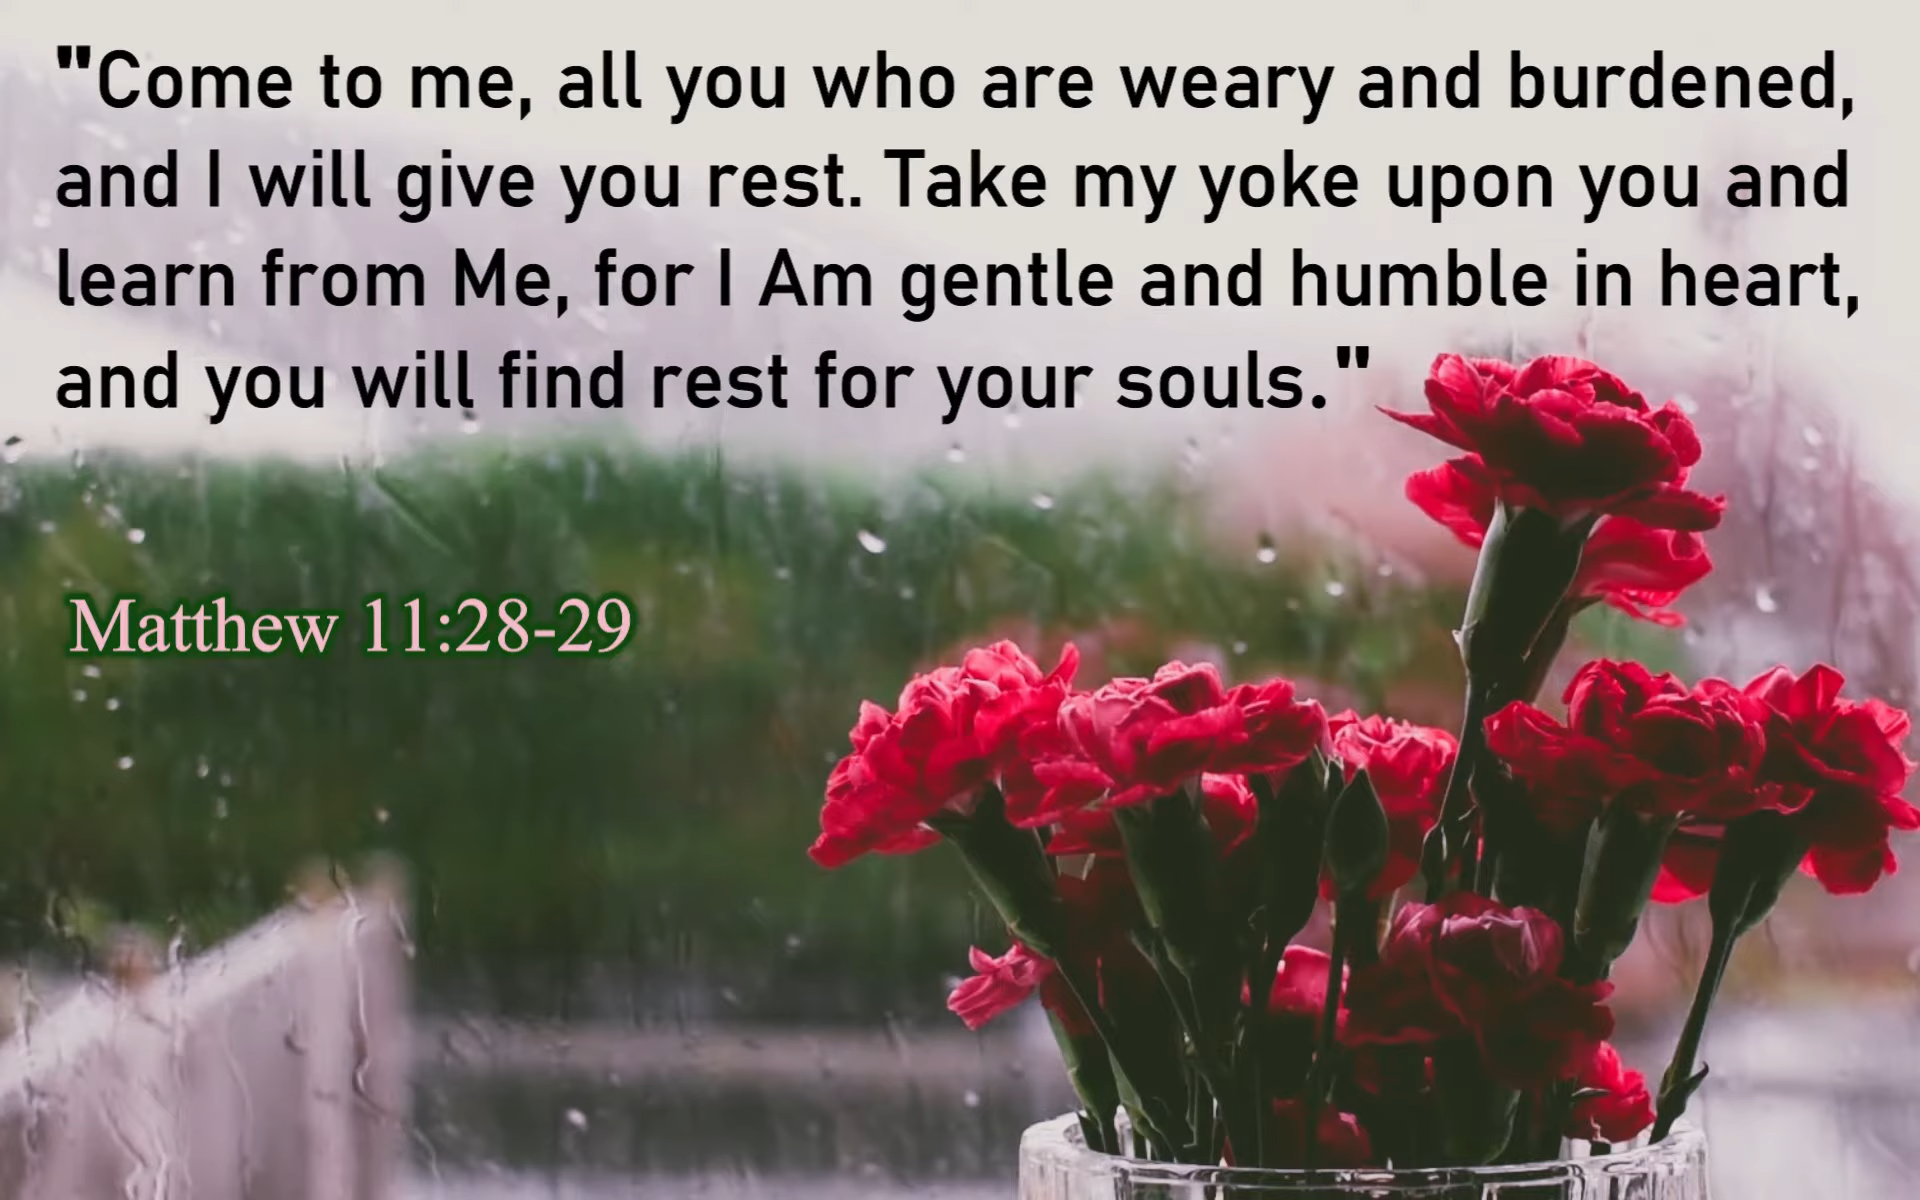 "Come to me, all you who are weary and burdened,
and I will give you rest. Take my yoke upon you and
learn from Me, for I Am gentle and humble in heart,
and you will find rest for your souls."
Matthew 11:28-29